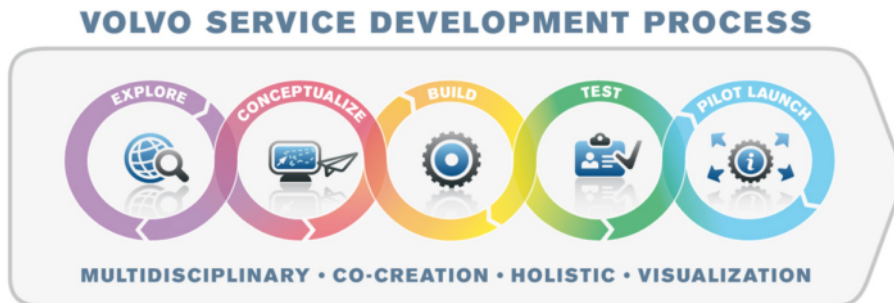 VOLVO SERVICE DEVELOPMENT PROCESS
EXPLORE
CONCEPTUALIZE
BUILD
TEST
PILOT LAUNCH
i
MULTIDISCIPLINARY • CO-CREATION • HOLISTIC • VISUALIZATION